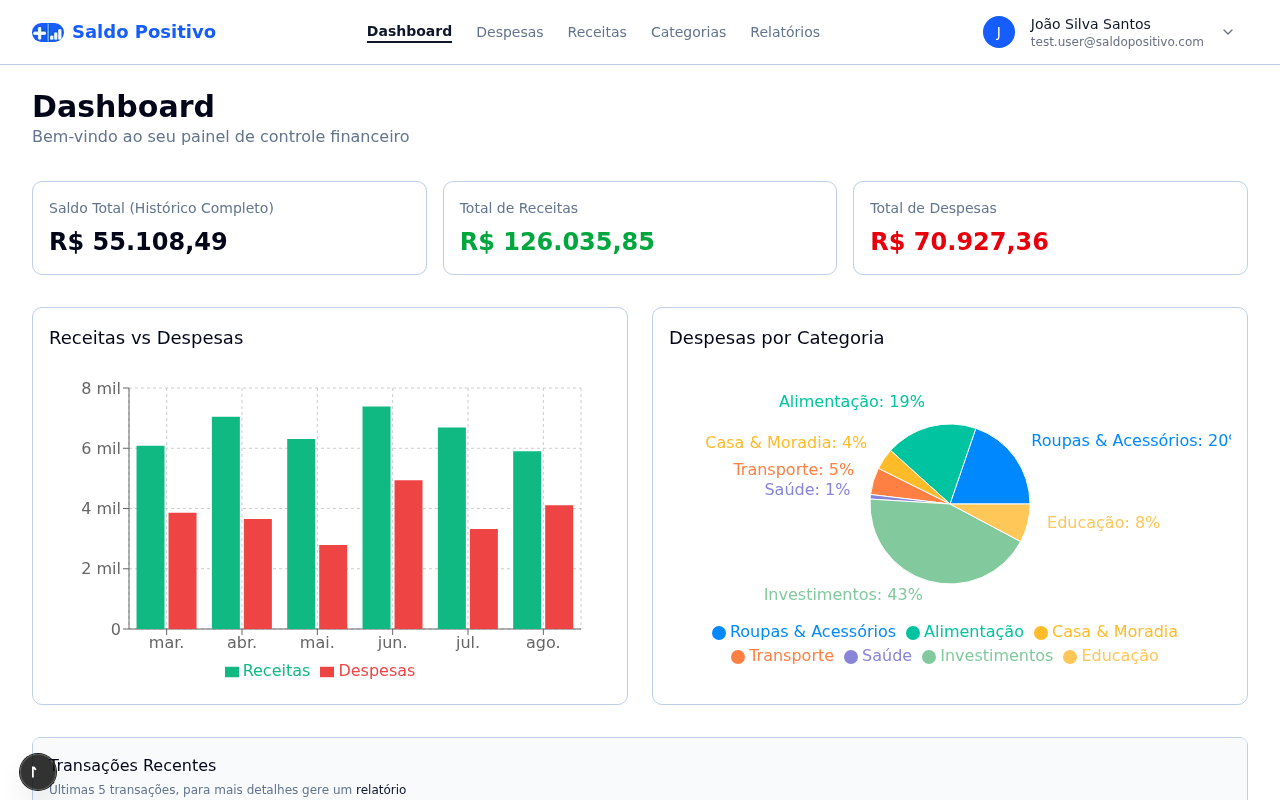 Saldo Positivo
Dashboard
Despesas
Receitas
Categorias
Relatórios
J
João Silva Santos
test.user@saldopositivo.com
Dashboard
Bem-vindo ao seu painel de controle financeiro
Saldo Total (Histórico Completo)
R$ 55.108,49
Total de Receitas
R$ 126.035,85
Total de Despesas
R$ 70.927,36
Receitas vs Despesas
8 mil
6 mil
4 mil
2 mil
0
mar.
abr.
mai.
jun.
jul.
ago.
Receitas
Despesas
Despesas por Categoria
Alimentação: 19%
Roupas & Acessórios: 20%
Casa & Moradia: 4%
Transporte: 5%
Saúde: 1%
Educação: 8%
Investimentos: 43%
Roupas & Acessórios
Alimentação
Casa & Moradia
Transporte
Saúde
Investimentos
Educação
Transações Recentes
Últimas 5 transações, para mais detalhes gere um relatório